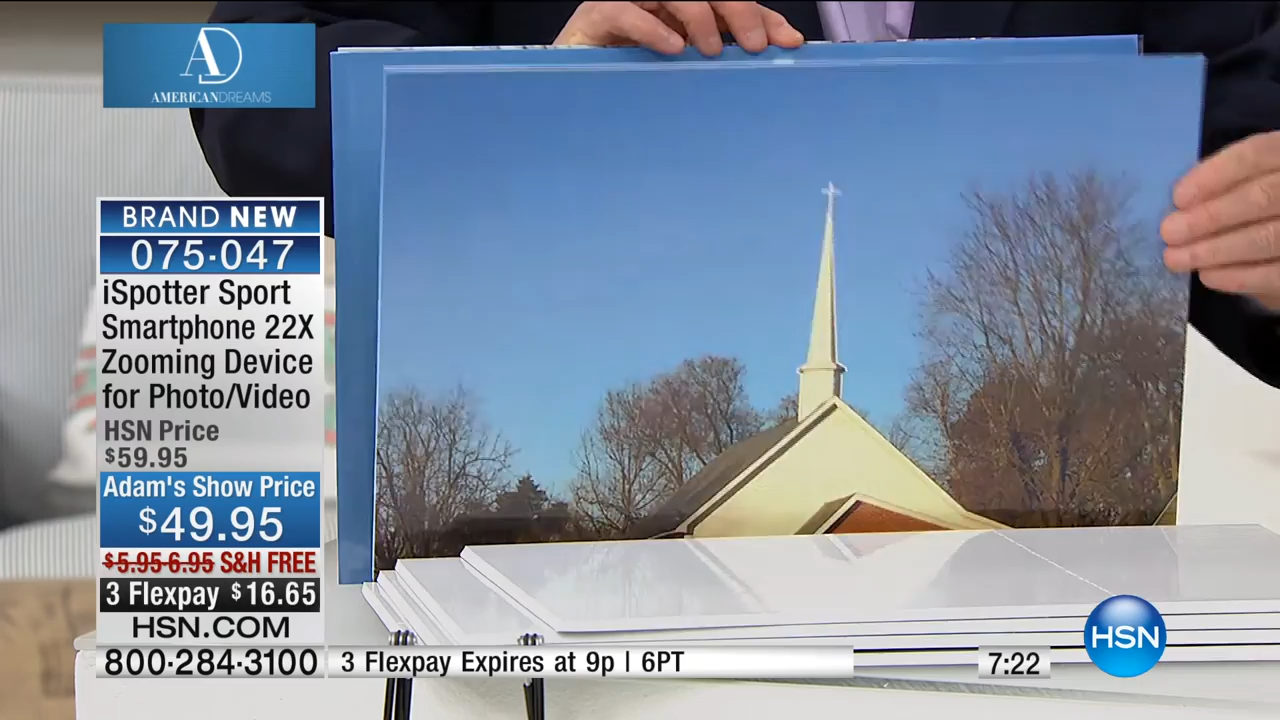 AD
AMERICANDREAMS
BRAND NEW
075-047
iSpotter Sport
Smartphone 22X
Zooming Device
for Photo/Video
HSN Price
$59.95
Adam's Show Price
$49.95
$5.95-6.95 S&H FREE
3 Flexpay $16.65
HSN.COM
800-284-3100
3 Flexpay Expires at 9p | 6PT
7:22
HSN